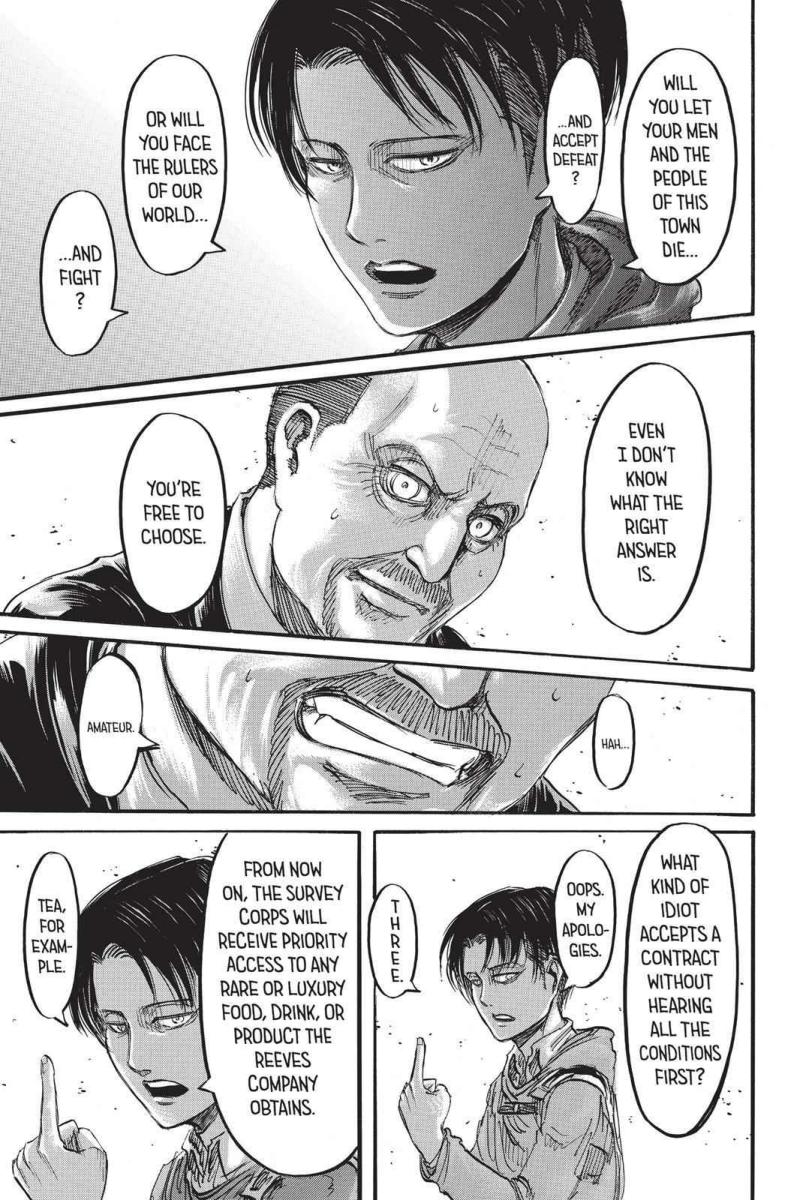 WILL
YOU LET
YOUR MEN
AND THE
PEOPLE
OF THIS
TOWN
DIE...
...AND
ACCEPT
DEFEAT
?
OR WILL
YOU FACE
THE RULERS
OF OUR
WORLD...
...AND
FIGHT
?
EVEN
I DON'T
KNOW
WHAT THE
RIGHT
ANSWER
IS.
YOU'RE
FREE TO
CHOOSE.
HAH...
AMATEUR.
WHAT
KIND OF
IDIOT
ACCEPTS A
CONTRACT
WITHOUT
HEARING
ALL THE
CONDITIONS
FIRST?
OOPS.
MY
APOLO-
GIES.
THREE.
FROM NOW
ON, THE SURVEY
CORPS WILL
RECEIVE PRIORITY
ACCESS TO ANY
RARE OR LUXURY
FOOD, DRINK, OR
PRODUCT THE
REEVES
COMPANY
OBTAINS.
TEA,
FOR
EXAM-
PLE.